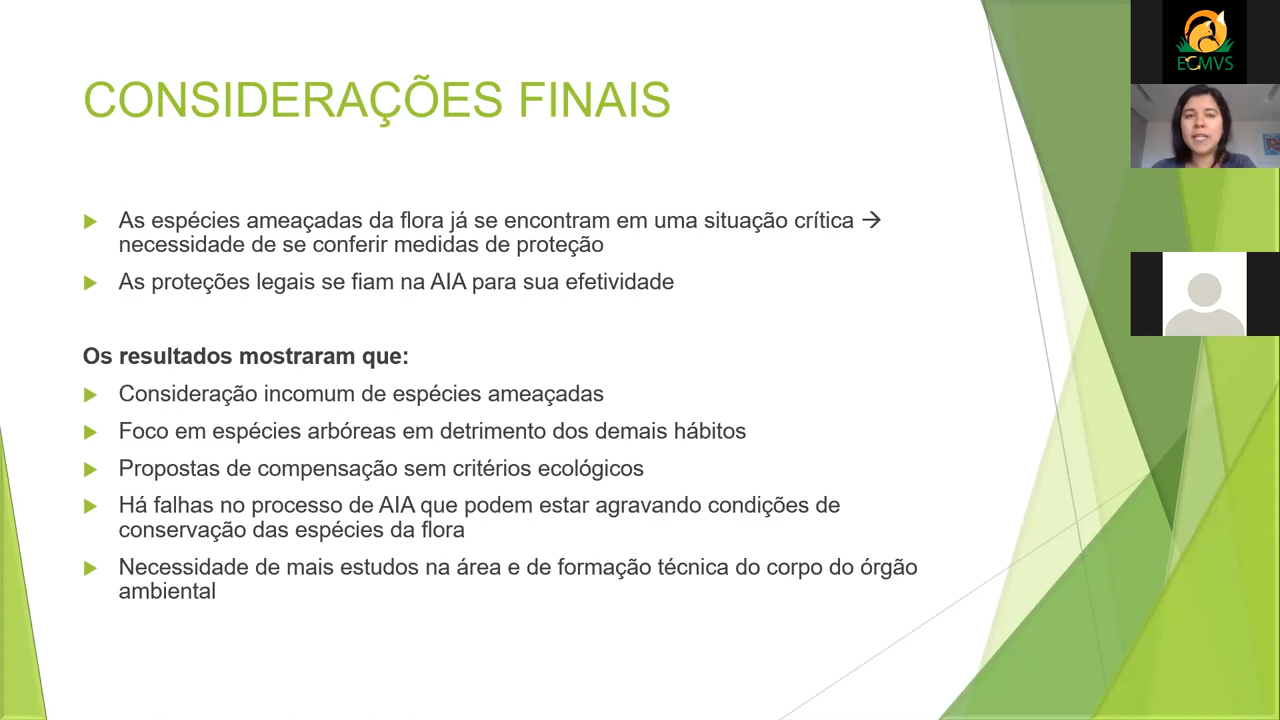 CONSIDERAÇÕES FINAIS
As espécies ameaçadas da flora já se encontram em uma situação crítica →
necessidade de se conferir medidas de proteção
As proteções legais se fiam na AIA para sua efetividade
Os resultados mostraram que:
Consideração incomum de espécies ameaçadas
Foco em espécies arbóreas em detrimento dos demais hábitos
Propostas de compensação sem critérios ecológicos
Há falhas no processo de AIA que podem estar agravando condições de
conservação das espécies da flora
Necessidade de mais estudos na área e de formação técnica do corpo do órgão
ambiental
ECMVS